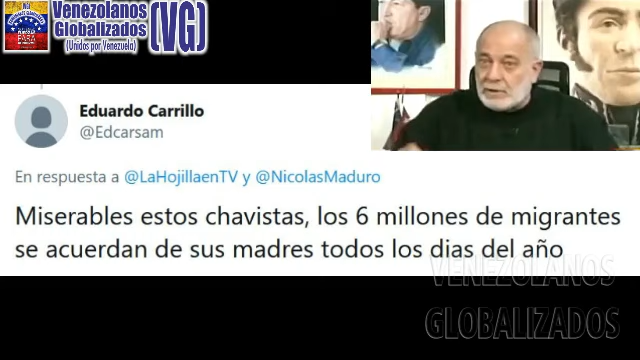 Venezolanos
Globalizados
(Unidos por Venezuela)
(VG)
Eduardo Carrillo
@Edcarsam
En respuesta a @LaHojillaenTV y @NicolasMaduro
Miserables estos chavistas, los 6 millones de migrantes
se acuerdan de sus madres todos los dias del año
VENEZOLANOS
GLOBALIZADOS